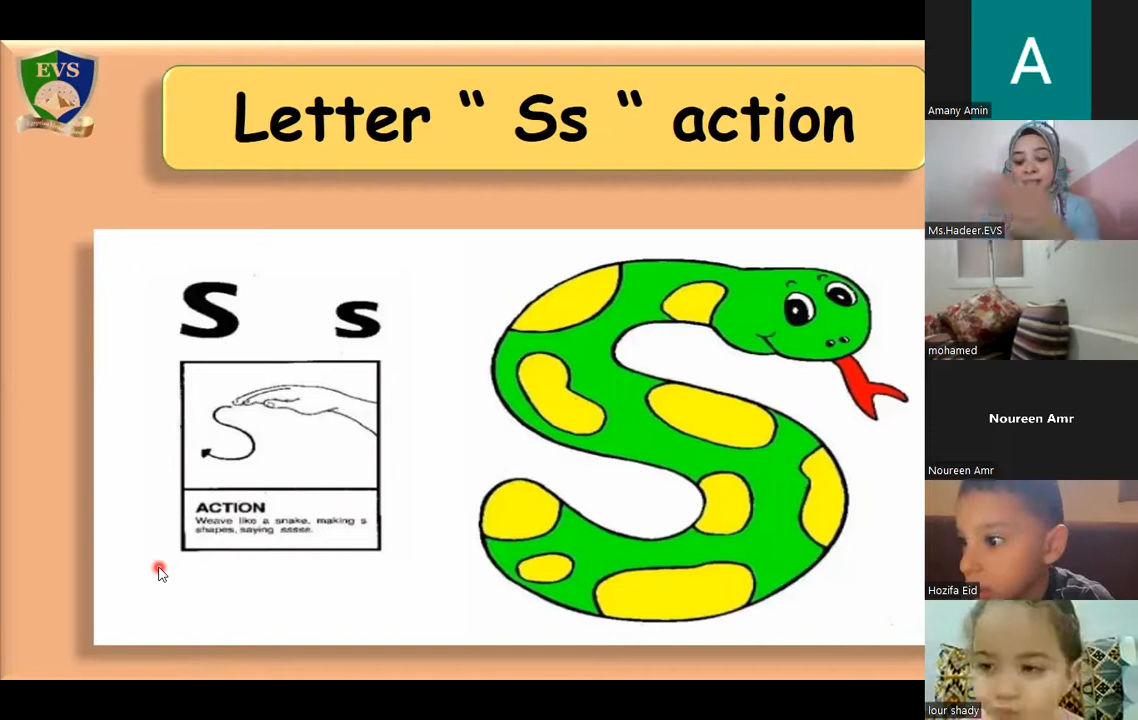 EVS
Letter “ Ss “ action
S s
ACTION
Weave like a snake, making s
shapes, saying sssss.
A
Amany Amin
Ms.Hadeer.EVS
mohamed
Noureen Amr
Noureen Amr
Hozifa Eid
lour shady